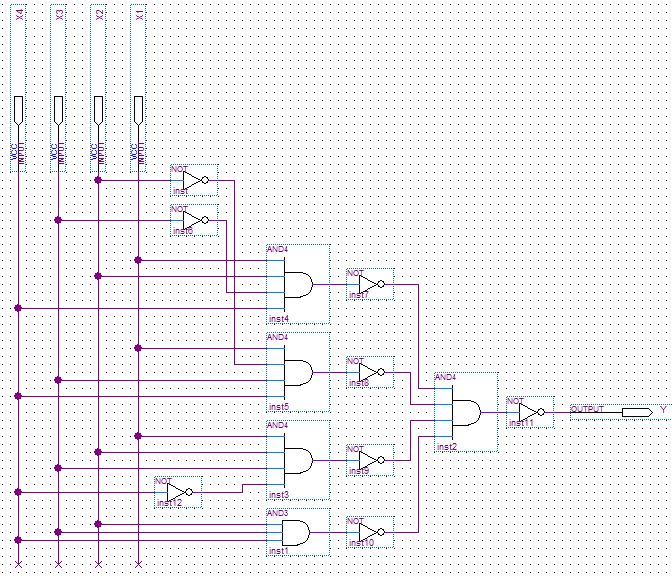 X4
X3
X2
X1
VCC
INPUT
VCC
INPUT
VCC
INPUT
VCC
INPUT
NOT
inst
NOT
inst6
AND4
inst4
NOT
inst7
AND4
inst5
NOT
inst8
AND4
inst2
NOT
inst11
OUTPUT
Y
AND4
inst3
NOT
inst9
NOT
inst12
AND3
inst1
NOT
inst10